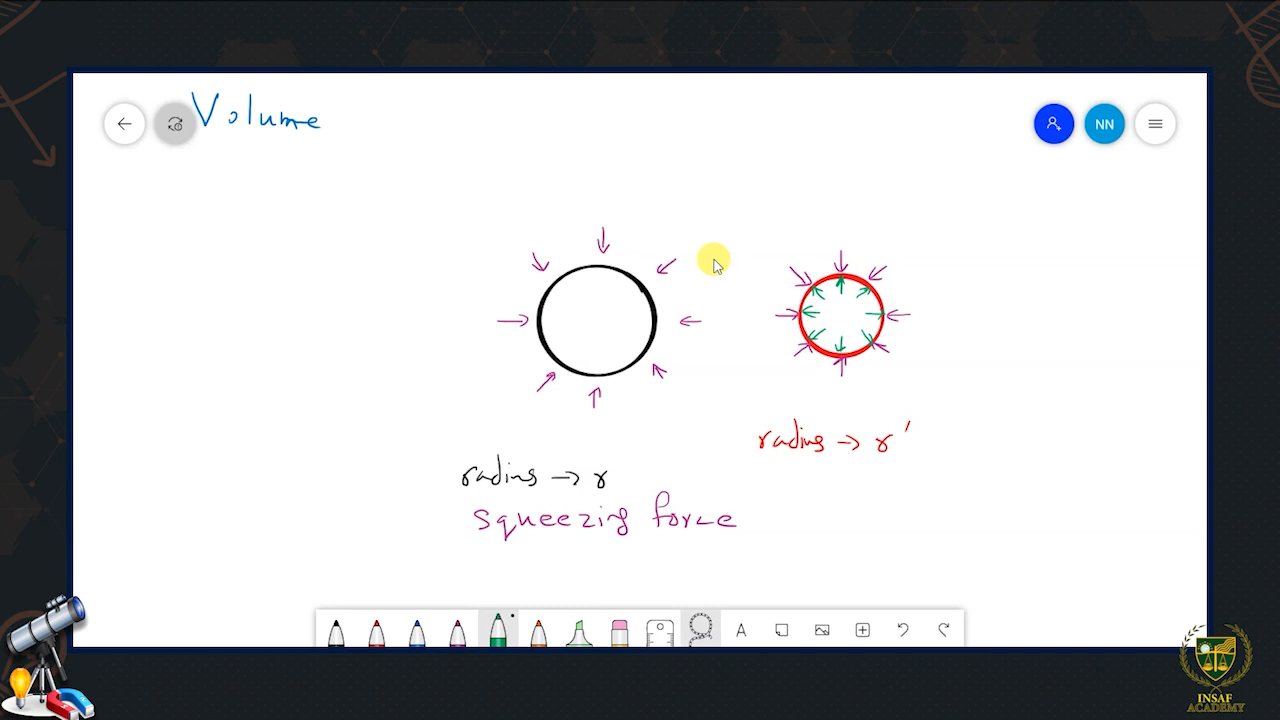 Volume
NN
radius → r'
radius → r
squeezing force
A
INSAF
ACADEMY